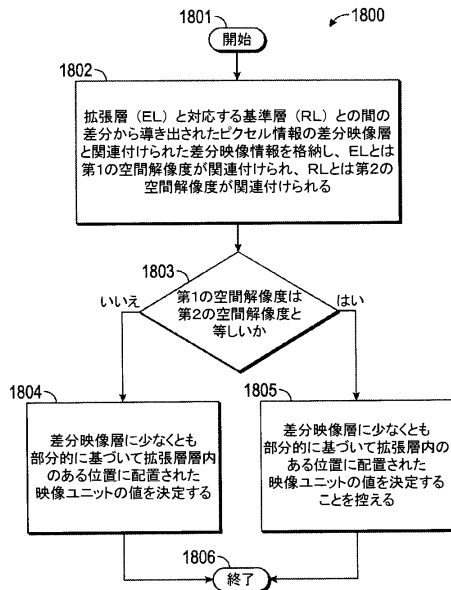 1801
1800
開始
1802
拡張層(EL)と対応する基準層(RL)との間の
差分から導き出されたピクセル情報の差分映像層
と関連付けられた差分映像情報を格納し、ELとは
第1の空間解像度が関連付けられ、RLとは第2の
空間解像度が関連付けられる
1803
いいえ
はい
第1の空間解像度は
第2の空間解像度と
等しいか
1804
1805
差分映像層に少なくとも
部分的に基づいて拡張層層内
のある位置に配置された
映像ユニットの値を決定する
差分映像層に少なくとも
部分的に基づいて拡張層内の
ある位置に配置された
映像ユニットの値を決定する
ことを控える
1806
終了